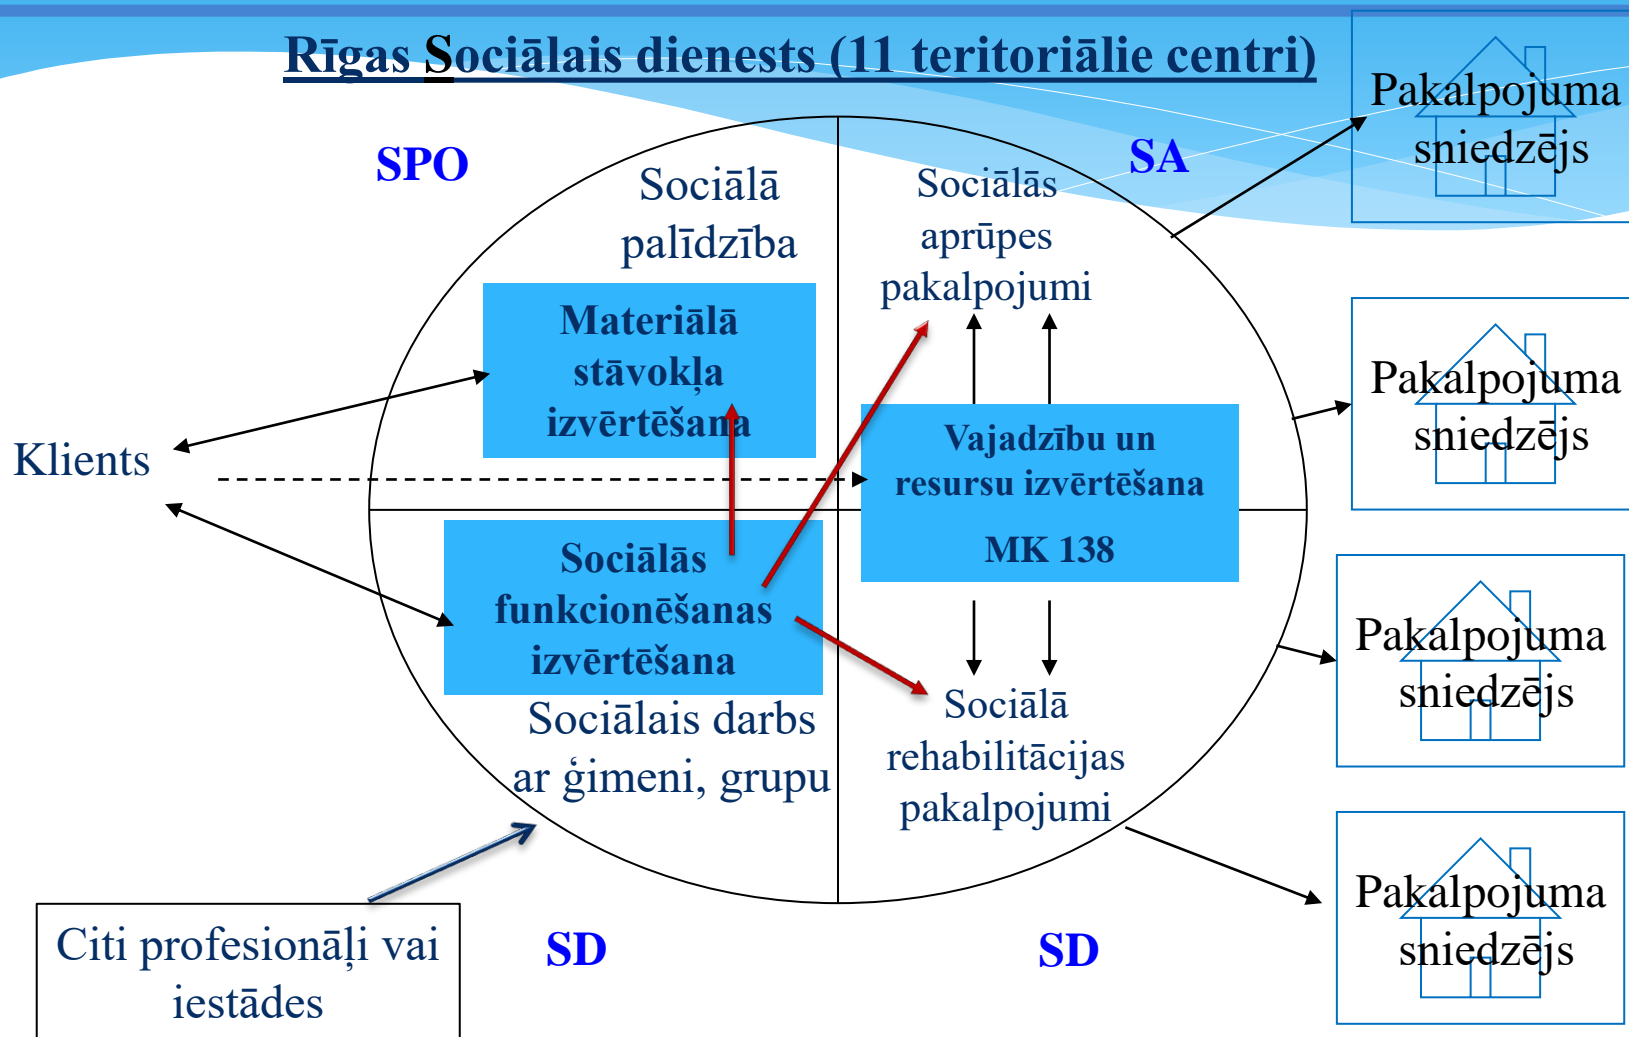 Rīgas Sociālais dienests (11 teritoriālie centri)
SPO
SA
Sociālā
palīdzība
Sociālās
aprūpes
pakalpojumi
Materiālā
stāvokļa
izvērtēšana
Klients
Vajadzību un
resursu izvērtēšana
MK 138
Sociālās
funkcionēšanas
izvērtēšana
Sociālais darbs
ar ģimeni, grupu
Sociālā
rehabilitācijas
pakalpojumi
Citi profesionāļi vai
iestādes
SD
SD
Pakalpojuma
sniedzējs
Pakalpojuma
sniedzējs
Pakalpojuma
sniedzējs
Pakalpojuma
sniedzējs